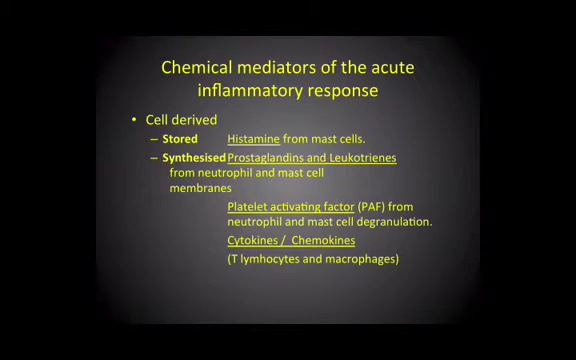 Chemical mediators of the acute
inflammatory response
• Cell derived
– Stored Histamine from mast cells.
– Synthesised Prostaglandins and Leukotrienes
from neutrophil and mast cell
membranes
Platelet activating factor (PAF) from
neutrophil and mast cell degranulation.
Cytokines / Chemokines
(T lymhocytes and macrophages)